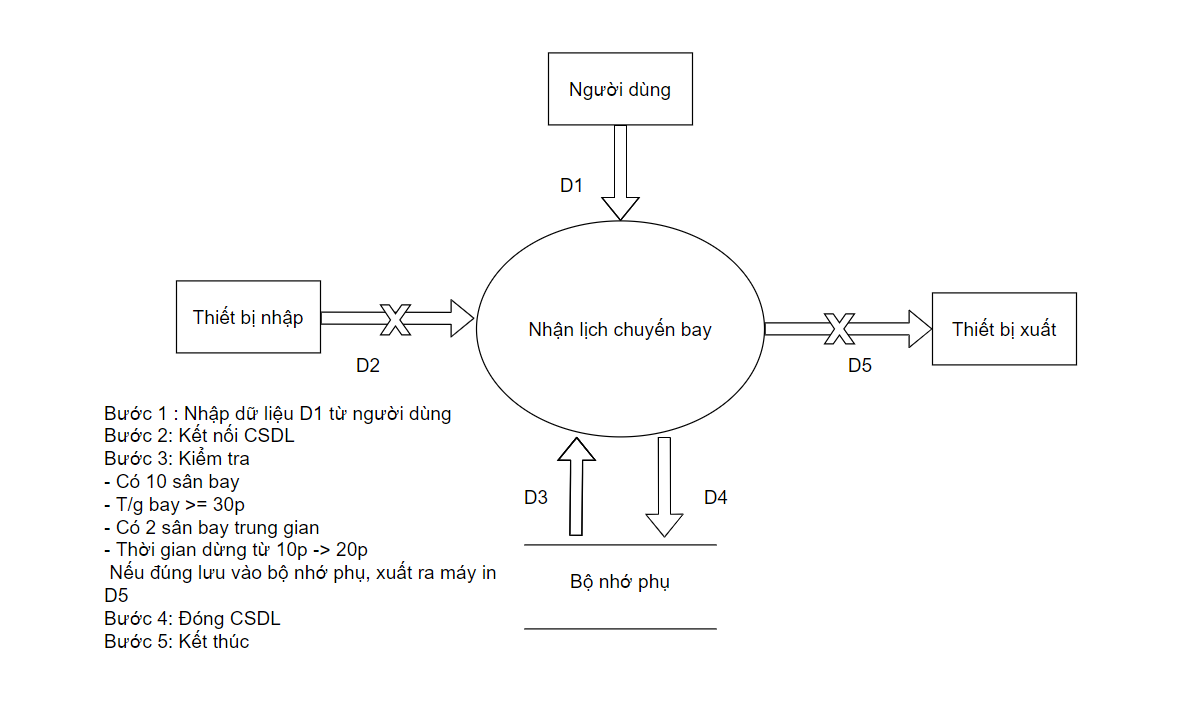 Người dùng
D1
Thiết bị nhập
Nhận lịch chuyến bay
Thiết bị xuất
D2
D5
Bước 1 : Nhập dữ liệu D1 từ người dùng
Bước 2: Kết nối CSDL
Bước 3: Kiểm tra
- Có 10 sân bay
- T/g bay >= 30p
- Có 2 sân bay trung gian
- Thời gian dừng từ 10p -> 20p
Nếu đúng lưu vào bộ nhớ phụ, xuất ra máy in
D5
Bước 4: Đóng CSDL
Bước 5: Kết thúc
D3
D4
Bộ nhớ phụ